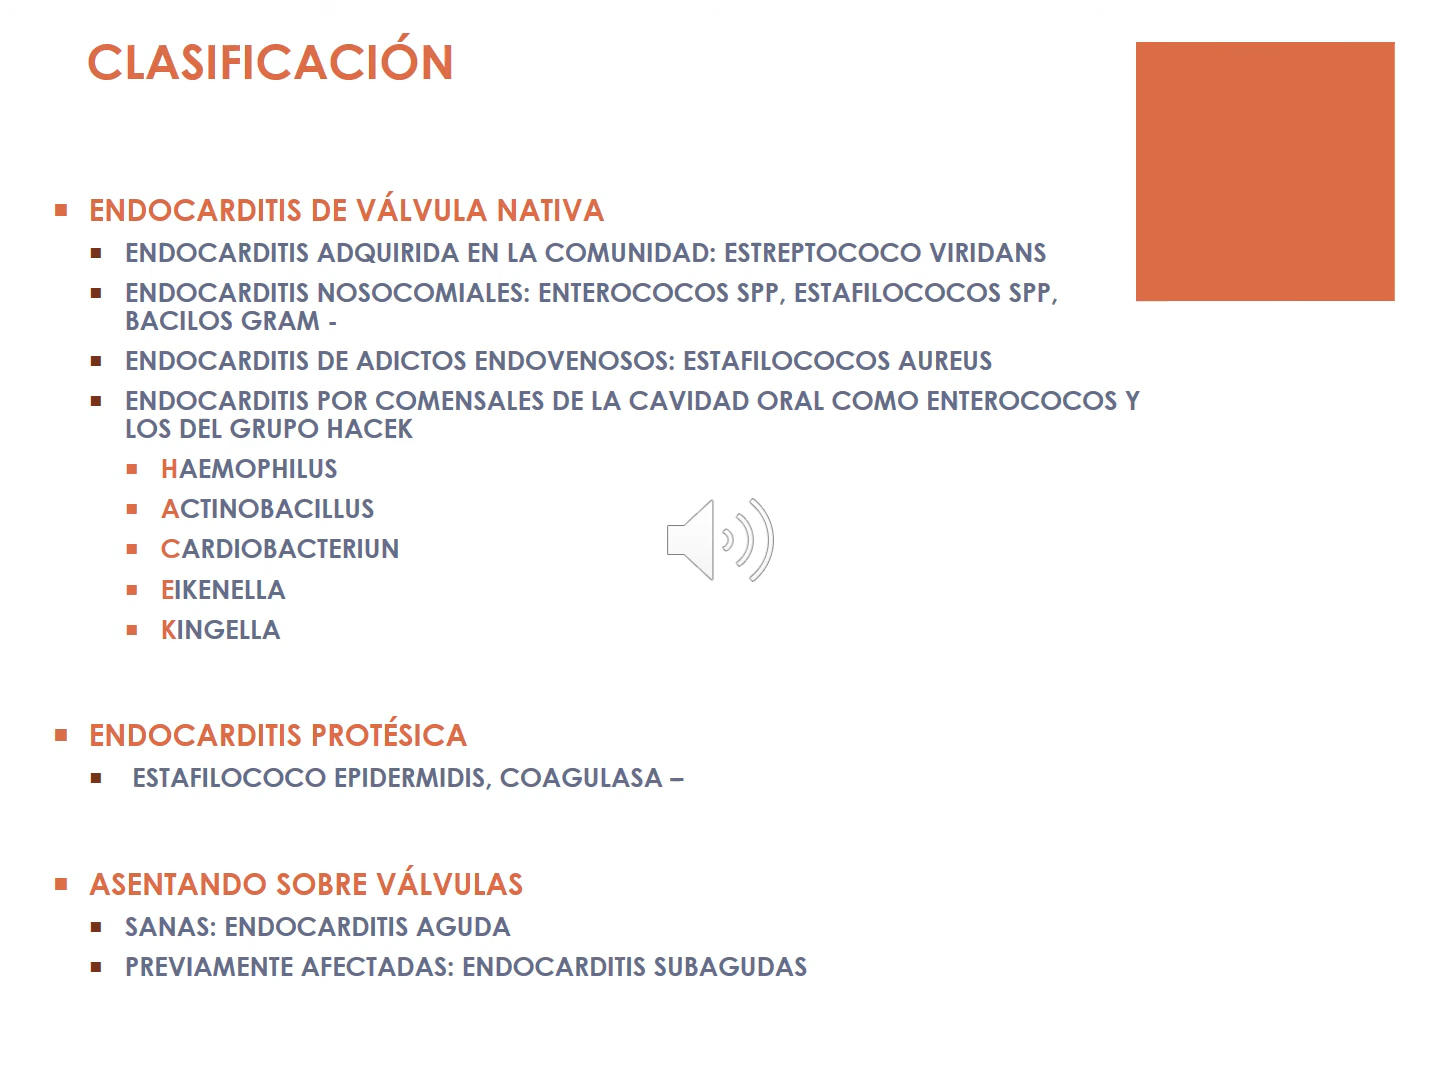 CLASIFICACIÓN
ENDOCARDITIS DE VÁLVULA NATIVA
ENDOCARDITIS ADQUIRIDA EN LA COMUNIDAD: ESTREPTOCOCO VIRIDANS
ENDOCARDITIS NOSOCOMIALES: ENTEROCOCOS SPP, ESTAFILOCOCOS SPP,
BACILOS GRAM -
ENDOCARDITIS DE ADICTOS ENDOVENOSOS: ESTAFILOCOCOS AUREUS
ENDOCARDITIS POR COMENSALES DE LA CAVIDAD ORAL COMO ENTEROCOCOS Y
LOS DEL GRUPO HACEK
HAEMOPHILUS
ACTINOBACILLUS
CARDIOBACTERIUN
EIKENELLA
KINGELLA
ENDOCARDITIS PROTÉSICA
ESTAFILOCOCO EPIDERMIDIS, COAGULASA –
ASENTANDO SOBRE VÁLVULAS
SANAS: ENDOCARDITIS AGUDA
PREVIAMENTE AFECTADAS: ENDOCARDITIS SUBAGUDAS